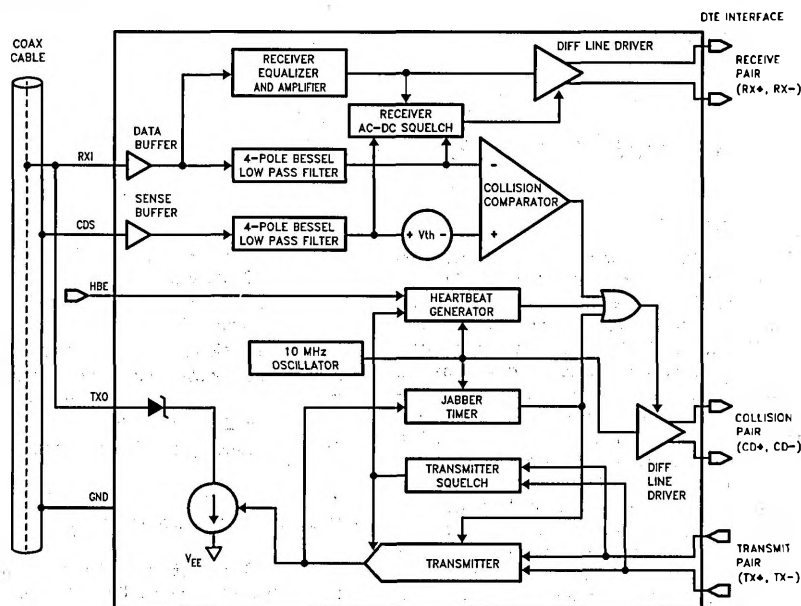 DTE INTERFACE
COAX
CABLE
RECEIVER
EQUALIZER
AND AMPLIFIER
DIFF LINE DRIVER
RECEIVE
PAIR
(RX+, RX-)
RECEIVER
AC-DC SQUELCH
DATA
BUFFER
RXI
4-POLE BESSEL
LOW PASS FILTER
-
COLLISION
COMPARATOR
SENSE
BUFFER
CDS
4-POLE BESSEL
LOW PASS FILTER
+ Vth -
+
HBE
HEARTBEAT
GENERATOR
10 MHz
OSCILLATOR
TXO
JABBER
TIMER
COLLISION
PAIR
(CD+, CD-)
DIFF
LINE
DRIVER
TRANSMITTER
SQUELCH
GND
VEE
TRANSMITTER
TRANSMIT
PAIR
(TX+, TX-)